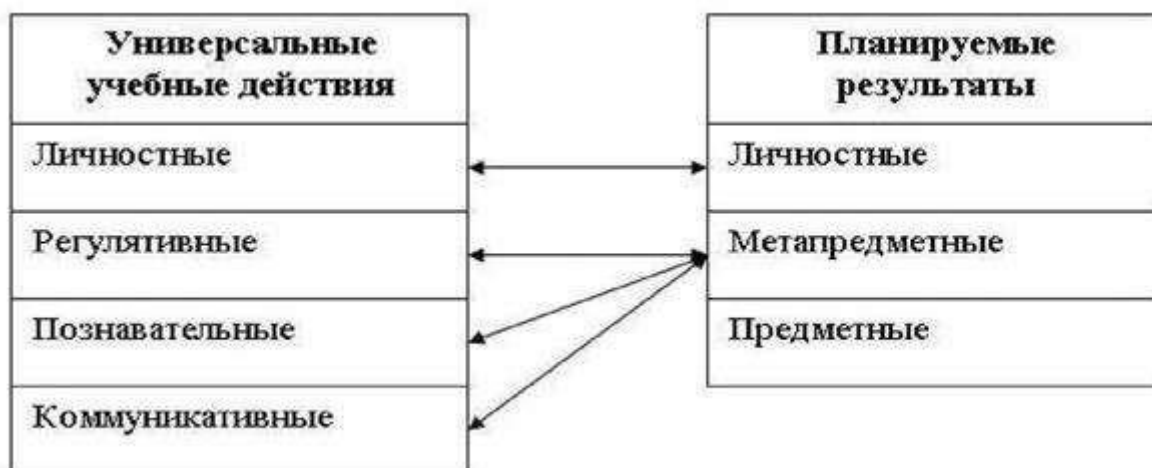 Универсальные
учебные действия
Личностные
Регулятивные
Познавательные
Коммуникативные
Планируемые
результаты
Личностные
Метапредметные
Предметные